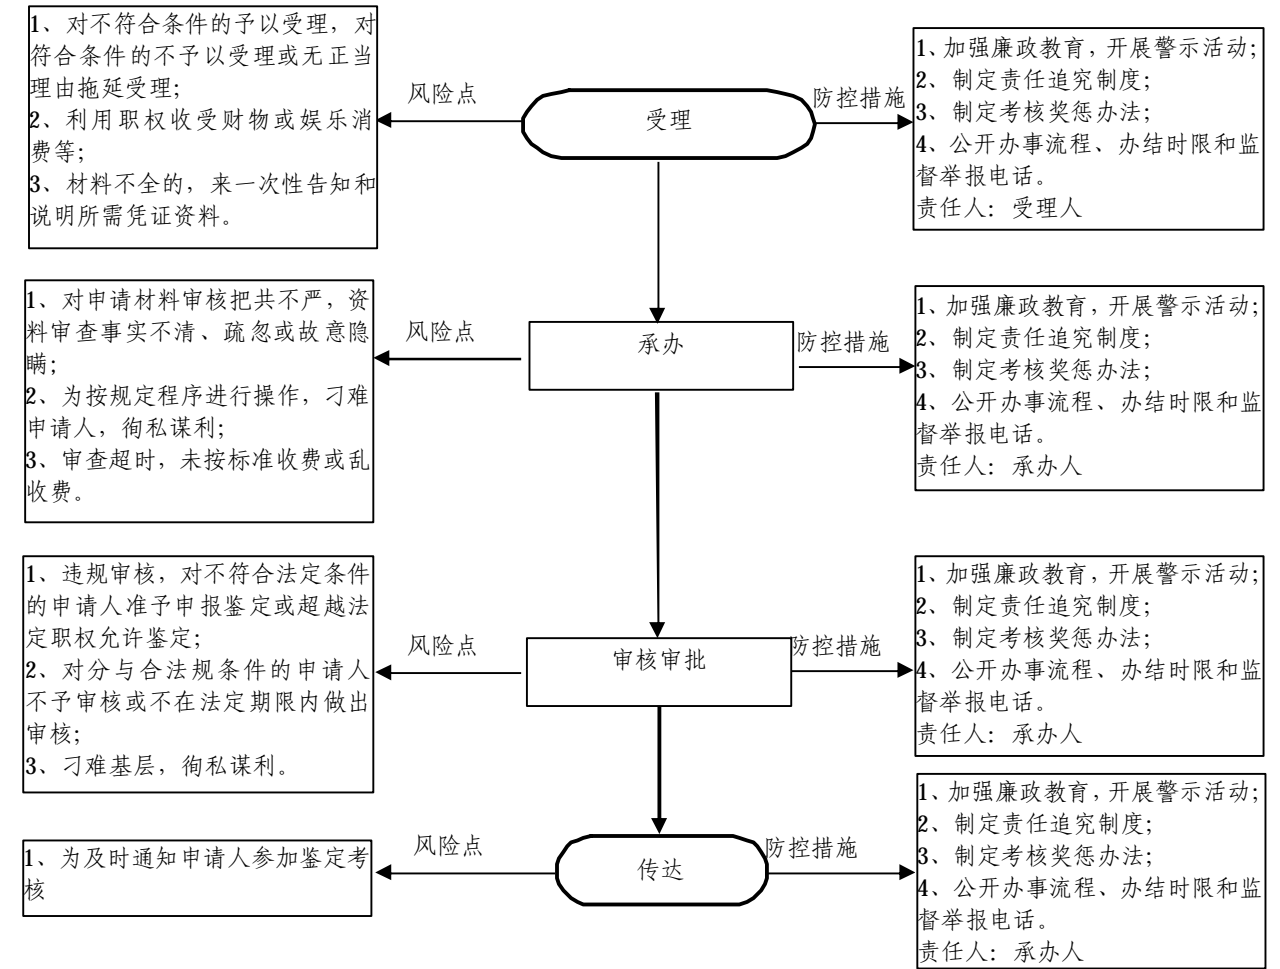 1、对不符合条件的予以受理，对
符合条件的不予以受理或无正当
理由拖延受理；
2、利用职权收受财物或娱乐消
费等；
3、材料不全的，来一次性告知和
说明所需凭证资料。
风险点
受理
防控措施
1、加强廉政教育，开展警示活动；
2、制定责任追究制度；
3、制定考核奖惩办法；
4、公开办事流程、办结时限和监
督举报电话。
责任人：受理人
1、对申请材料审核把共不严，资
料审查事实不清、疏忽或故意隐
瞒；
2、为按规定程序进行操作，刁难
申请人，徇私谋利；
3、审查超时，未按标准收费或乱
收费。
风险点
承办
防控措施
1、加强廉政教育，开展警示活动；
2、制定责任追究制度；
3、制定考核奖惩办法；
4、公开办事流程、办结时限和监
督举报电话。
责任人：承办人
1、违规审核，对不符合法定条件
的申请人准予申报鉴定或超越法
定职权允许鉴定；
2、对分与合法规条件的申请人
不予审核或不在法定期限内做出
审核；
3、刁难基层，徇私谋利。
风险点
审核审批
防控措施
1、加强廉政教育，开展警示活动；
2、制定责任追究制度；
3、制定考核奖惩办法；
4、公开办事流程、办结时限和监
督举报电话。
责任人：承办人
1、为及时通知申请人参加鉴定考
核
风险点
传达
防控措施
1、加强廉政教育，开展警示活动；
2、制定责任追究制度；
3、制定考核奖惩办法；
4、公开办事流程、办结时限和监
督举报电话。
责任人：承办人